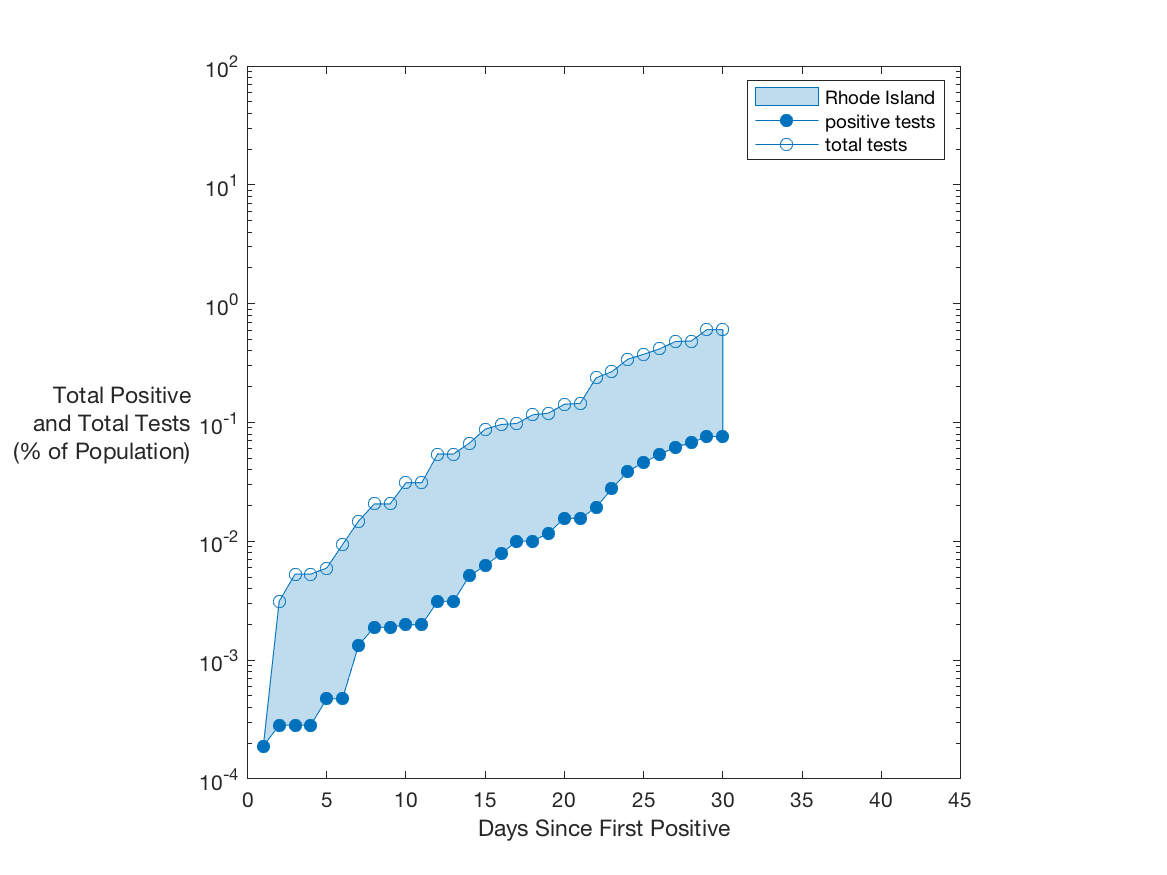 10^2
10^1
10^0
10^-1
10^-2
10^-3
10^-4
Total Positive
and Total Tests
(% of Population)
Rhode Island
positive tests
total tests
0 5 10 15 20 25 30 35 40 45
Days Since First Positive